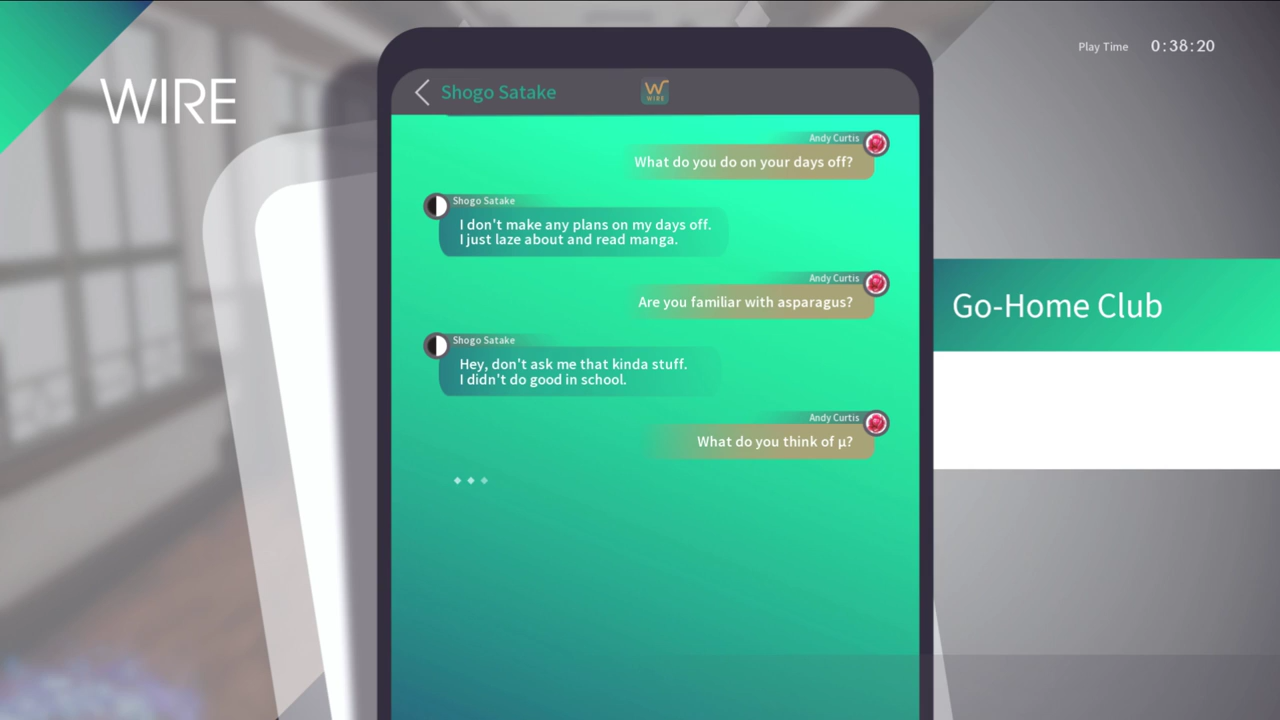 Play Time 0:38:20
WIRE
Shogo Satake
W
WIRE
Andy Curtis
What do you do on your days off?
Shogo Satake
I don't make any plans on my days off.
I just laze about and read manga.
Andy Curtis
Are you familiar with asparagus?
Go-Home Club
Shogo Satake
Hey, don't ask me that kinda stuff.
I didn't do good in school.
Andy Curtis
What do you think of μ?